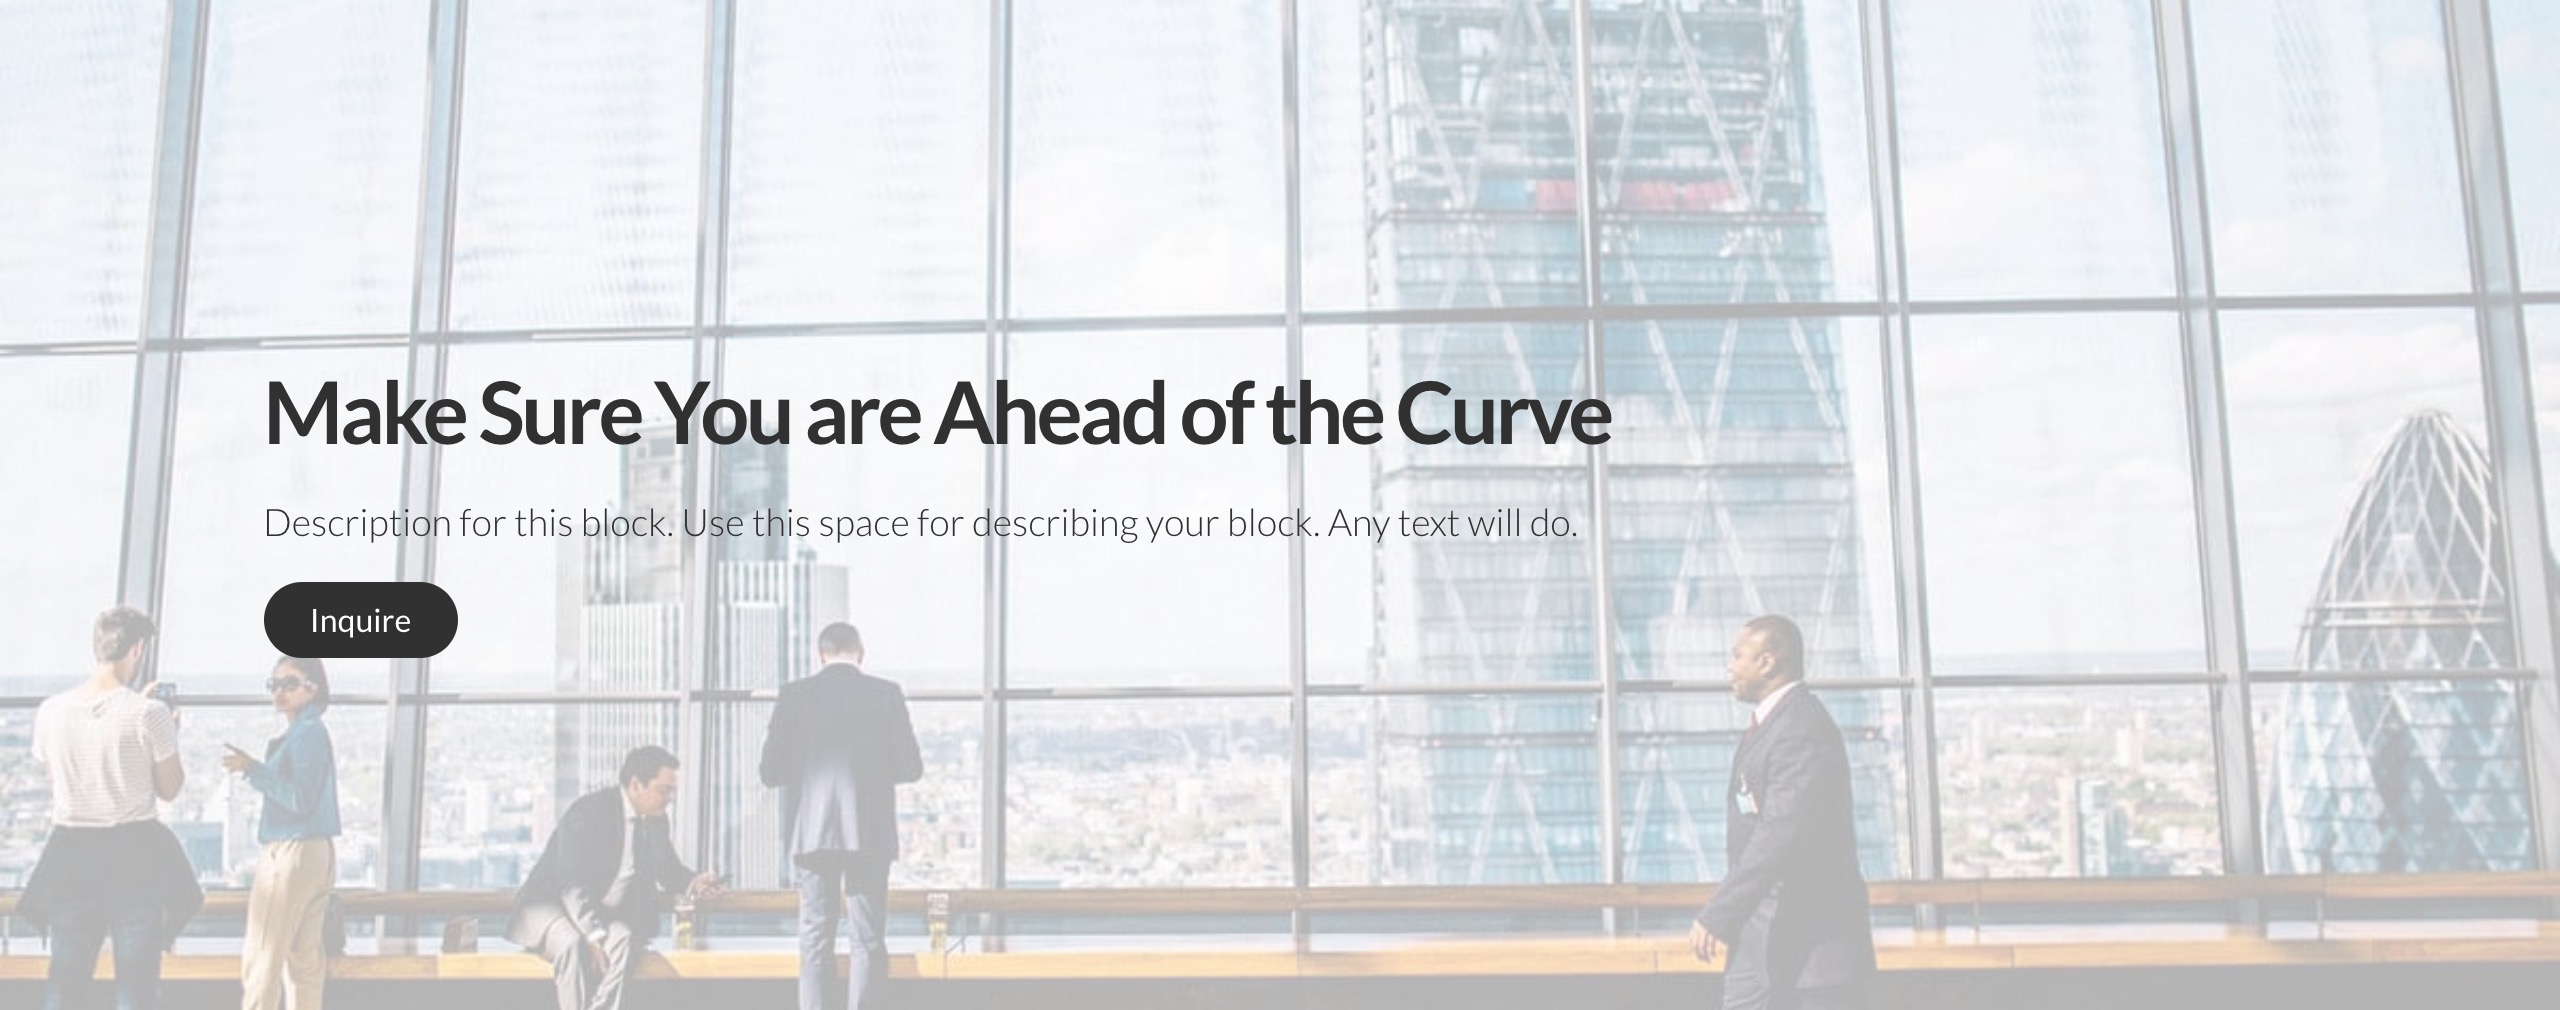 Make Sure You are Ahead of the Curve
Description for this block. Use this space for describing your block. Any text will do.
Inquire